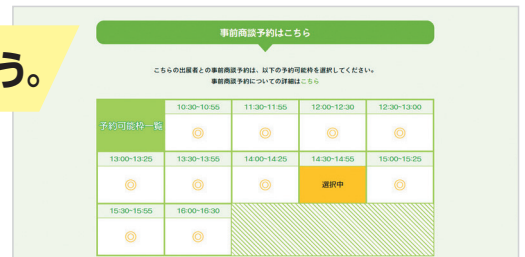 事前商談予約はこちら
う。
こちらの出展者との事前商談予約は、以下の予約可能枠を選択してください。
事前商談予約についての詳細はこちら
予約可能枠一覧
10:30-10:55 11:30-11:55 12:00-12:30 12:30-13:00
◎ ◎ ◎ ◎
13:00-13:25 13:30-13:55 14:00-14:25 14:30-14:55 15:00-15:25
◎ ◎ ◎ 選択中 ◎
15:30-15:55 16:00-16:30
◎ ◎